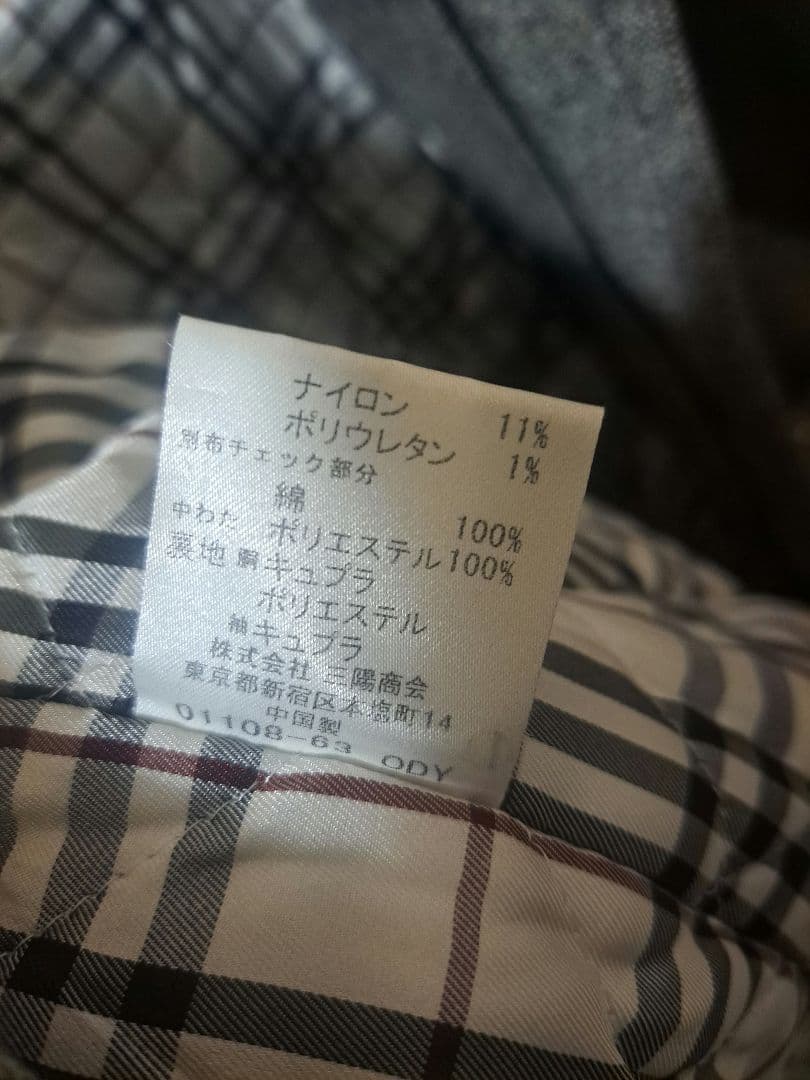 ナイロン 11%
ポリウレタン 1%
別布チェック部分
綿 100%
中わた ポリエステル100%
裏地 胴キュプラ
ポリエステル
袖キュプラ
株式会社 三陽商会
東京都新宿区本塩町14
中国製
01108-63 ODY